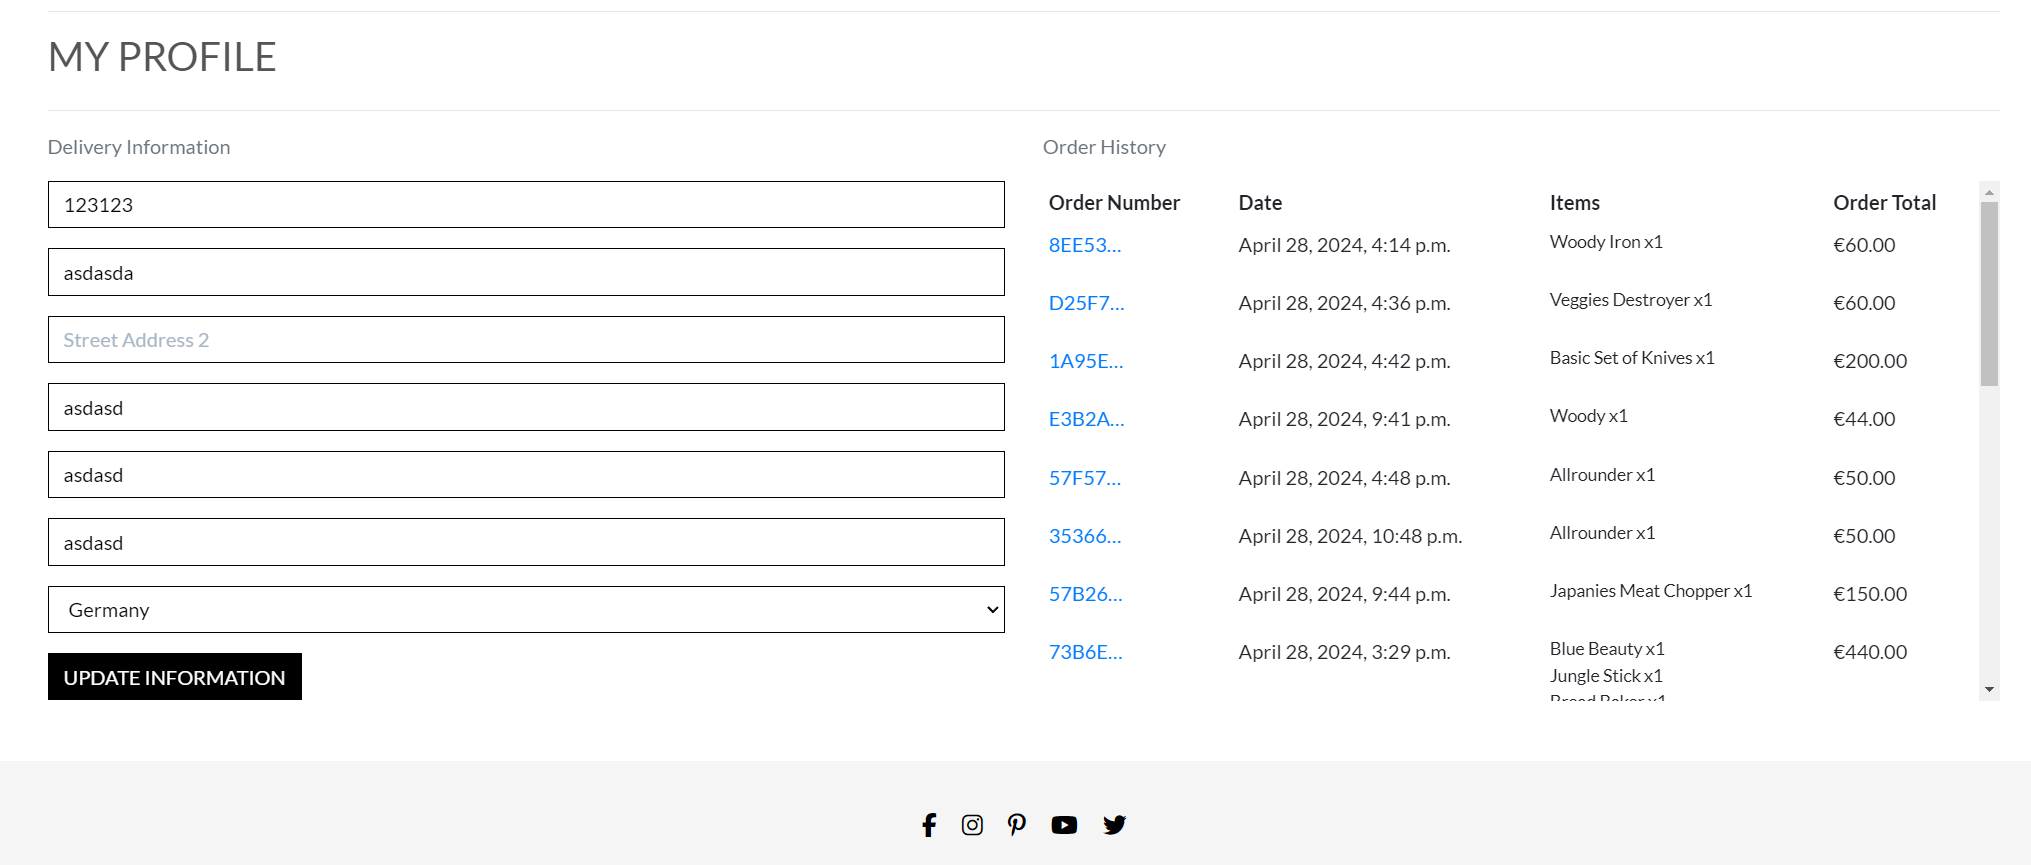 MY PROFILE
Delivery Information
123123
asdasda
Street Address 2
asdasd
asdasd
asdasd
Germany
UPDATE INFORMATION
Order History
Order Number Date Items Order Total
8EE53... April 28, 2024, 4:14 p.m. Woody Iron x1 €60.00
D25F7... April 28, 2024, 4:36 p.m. Veggies Destroyer x1 €60.00
1A95E... April 28, 2024, 4:42 p.m. Basic Set of Knives x1 €200.00
E3B2A... April 28, 2024, 9:41 p.m. Woody x1 €44.00
57F57... April 28, 2024, 4:48 p.m. Allrounder x1 €50.00
35366... April 28, 2024, 10:48 p.m. Allrounder x1 €50.00
57B26... April 28, 2024, 9:44 p.m. Japanies Meat Chopper x1 €150.00
73B6E... April 28, 2024, 3:29 p.m. Blue Beauty x1 €440.00
Jungle Stick x1
Bread Baker x1